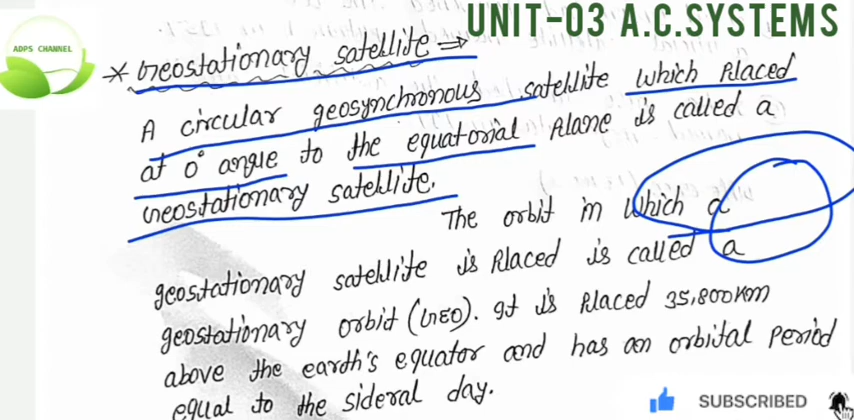 UNIT-03 A.C.SYSTEMS
ADPS CHANNEL
* Geostationary satellite ⇒
A circular geosynchronous satellite which Placed
at 0° angle to the equatorial Plane is called a
Geostationary satellite.
The orbit in which a
geostationary satellite is Placed is called a
geostationary orbit (GEO). It is Placed 35,800Km
above the earth's equator and has an orbital Period
equal to the sideral day.
SUBSCRIBED